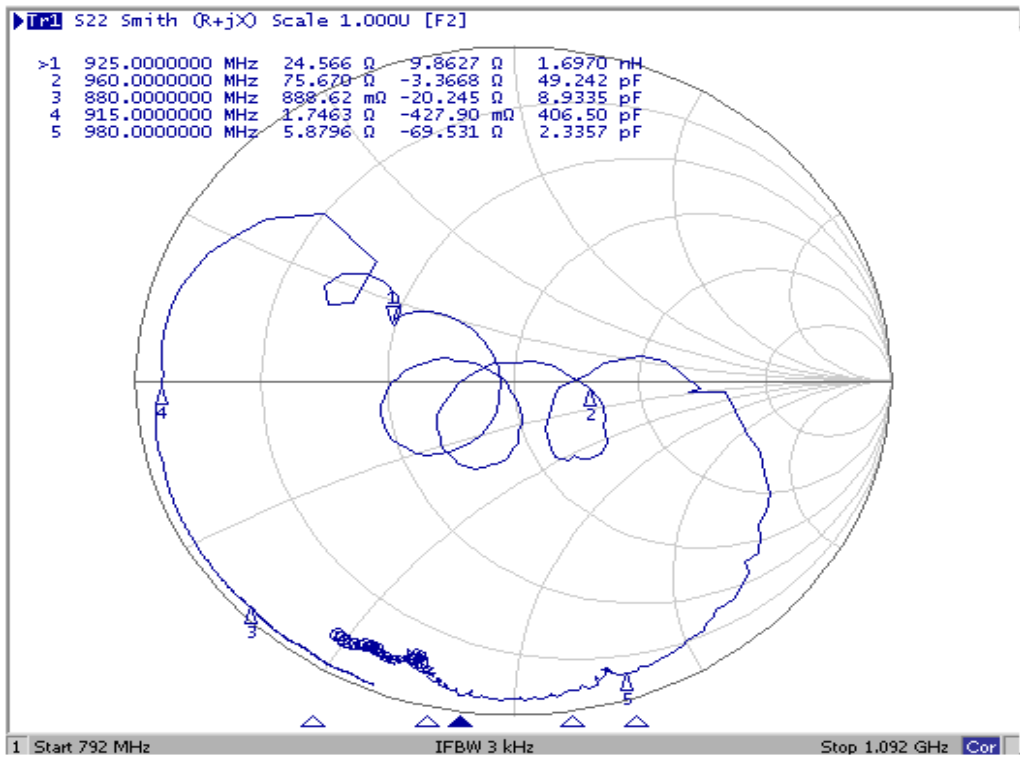 Tr1 S22 Smith (R+jX) Scale 1.000U [F2]
>1 925.0000000 MHz 24.566 Ω 9.8627 Ω 1.6970 nH
2 960.0000000 MHz 75.670 Ω -3.3668 Ω 49.242 pF
3 880.0000000 MHz 888.62 mΩ -20.245 Ω 8.9335 pF
4 915.0000000 MHz 1.7463 Ω -427.90 mΩ 406.50 pF
5 980.0000000 MHz 5.8796 Ω -69.531 Ω 2.3357 pF
1
4
2
3
5
1 Start 792 MHz IFBW 3 kHz Stop 1.092 GHz Cor